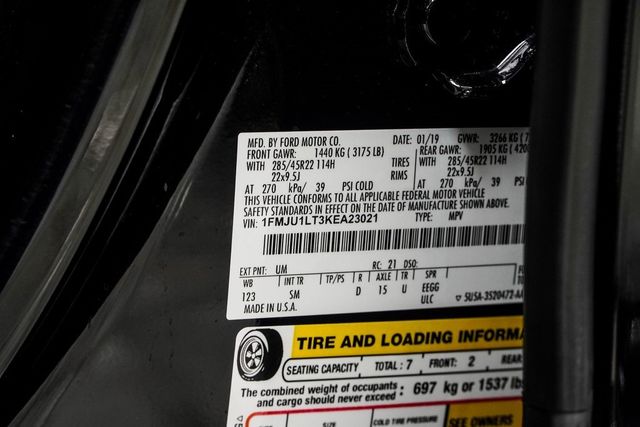 MFD. BY FORD MOTOR CO. DATE: 01/19 GVWR: 3266 KG
FRONT GAWR: 1440 KG (3175 LB) REAR GAWR: 1905 KG
WITH 285/45R22 114H TIRES WITH 285/45R22 114H
22x9.5J RIMS 22x9.5J
AT 270 kPa/ 39 PSI COLD AT 270 kPa/ 39 PSI
THIS VEHICLE CONFORMS TO ALL APPLICABLE FEDERAL MOTOR VEHICLE
SAFETY STANDARDS IN EFFECT ON THE DATE OF MANUFACTURE SHOWN ABOVE.
VIN: 1FMJU1LT3KEA23021 TYPE: MPV
EXT PNT: UM RC: 21 DSO:
WB INT TR TP/PS R AXLE TR SPR
123 SM D 15 U EEGG
ULC
MADE IN U.S.A. 5U5A-3520472-AA
TIRE AND LOADING INFORMA
SEATING CAPACITY TOTAL: 7 FRONT: 2 REAR
The combined weight of occupants and cargo should never exceed: 697 kg or 1537 lbs
SIZE COLD TIRE PRESSURE SEE OWNERS